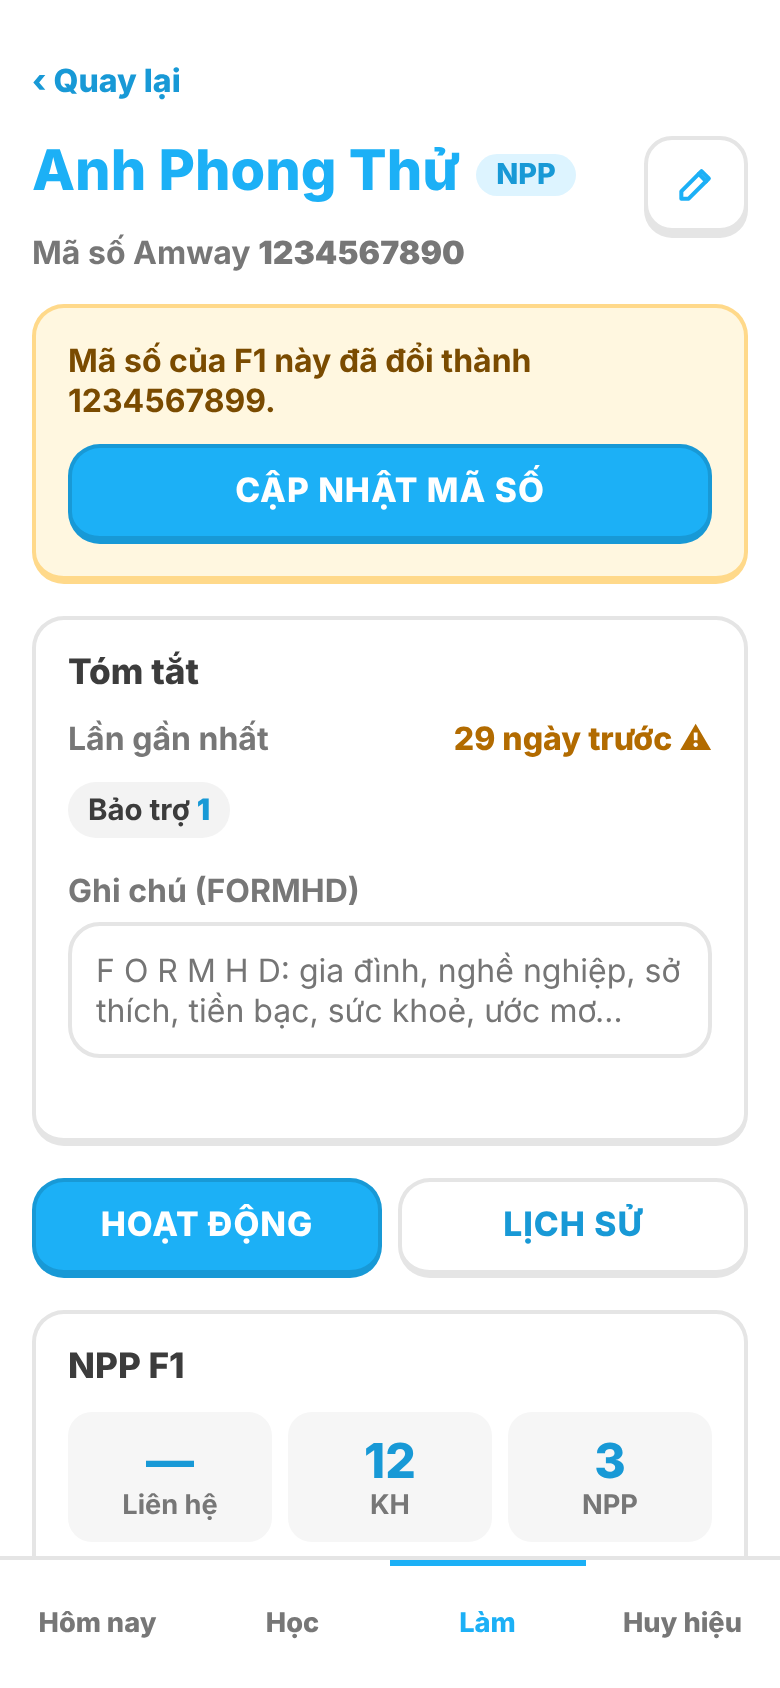 ‹ Quay lại
Anh Phong Thử NPP
Mã số Amway 1234567890
Mã số của F1 này đã đổi thành
1234567899.
CẬP NHẬT MÃ SỐ
Tóm tắt
Lần gần nhất 29 ngày trước ⚠
Bảo trợ 1
Ghi chú (FORMHD)
F O R M H D: gia đình, nghề nghiệp, sở
thích, tiền bạc, sức khoẻ, ước mơ...
HOẠT ĐỘNG LỊCH SỬ
NPP F1
— 12 3
Liên hệ KH NPP
Hôm nay Học Làm Huy hiệu